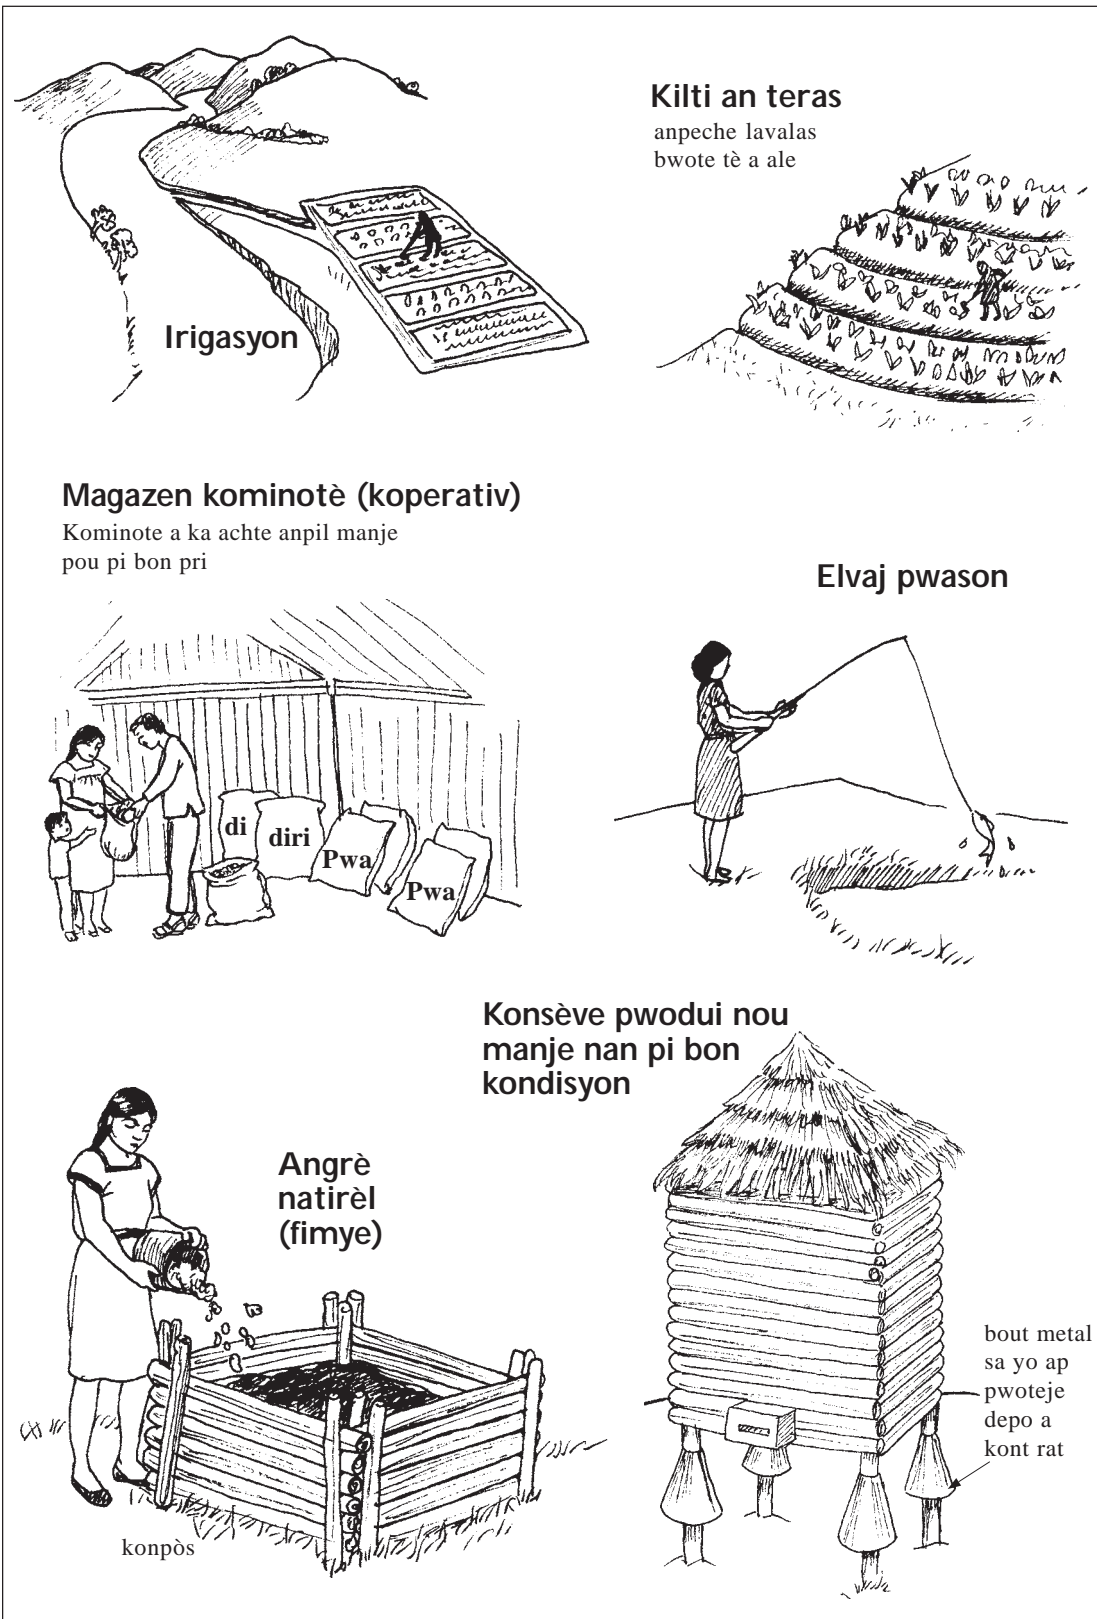 Kilti an teras
anpeche lavalas
bwote tè a ale
Irigasyon
Magazen kominotè (koperativ)
Kominote a ka achte anpil manje
pou pi bon pri
di
diri
Pwa
Pwa
Elvaj pwason
Konsève pwodui nou
manje nan pi bon
kondisyon
Angrè
natirèl
(fimye)
konpòs
bout metal
sa yo ap
pwoteje
depo a
kont rat